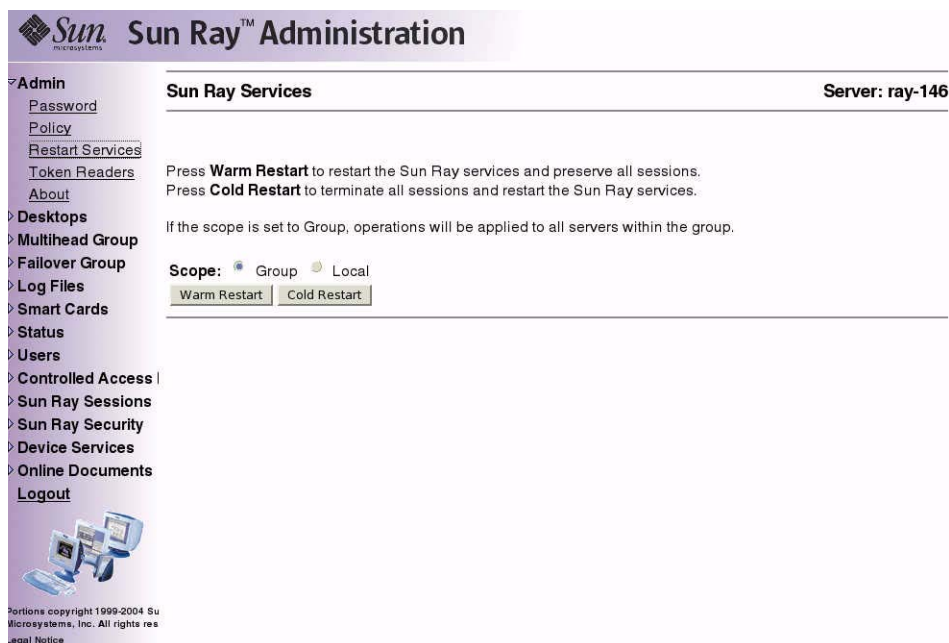 Sun
microsystems
Sun Ray™ Administration
Admin
Password
Policy
Restart Services
Token Readers
About
Desktops
Multihead Group
Failover Group
Log Files
Smart Cards
Status
Users
Controlled Access
Sun Ray Sessions
Sun Ray Security
Device Services
Online Documents
Logout
Portions copyright 1999-2004 Su
Microsystems, Inc. All rights res
Legal Notice
Sun Ray Services
Server: ray-146
Press Warm Restart to restart the Sun Ray services and preserve all sessions.
Press Cold Restart to terminate all sessions and restart the Sun Ray services.
If the scope is set to Group, operations will be applied to all servers within the group.
Scope: Group Local
Warm Restart Cold Restart